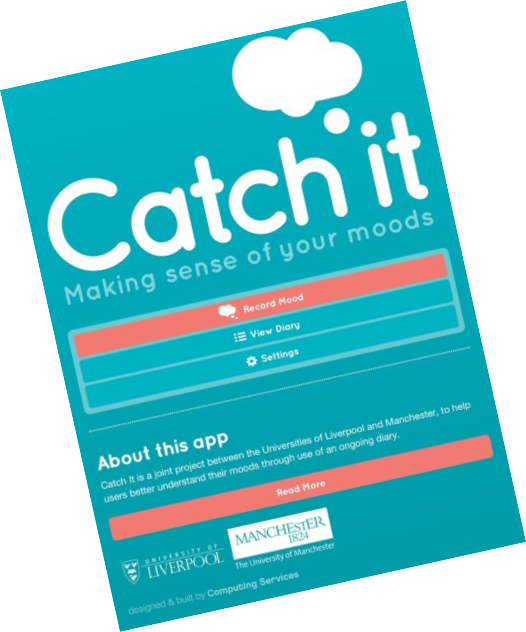 Catch it
Making sense of your moods
Record Mood
View Diary
Settings
About this app
Catch It is a joint project between the Universities of Liverpool and Manchester, to help
users better understand their moods through use of an ongoing diary.
Read More
UNIVERSITY OF
LIVERPOOL
MANCHESTER
1824
The University of Manchester
designed & built by Computing Services